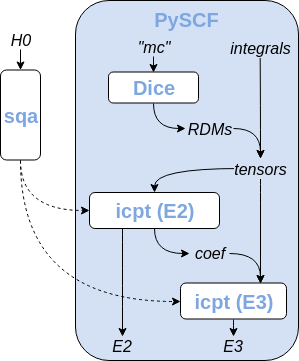 PySCF
H0
"mc"
integrals
Dice
sqa
RDMs
tensors
icpt (E2)
coef
icpt (E3)
E2
E3